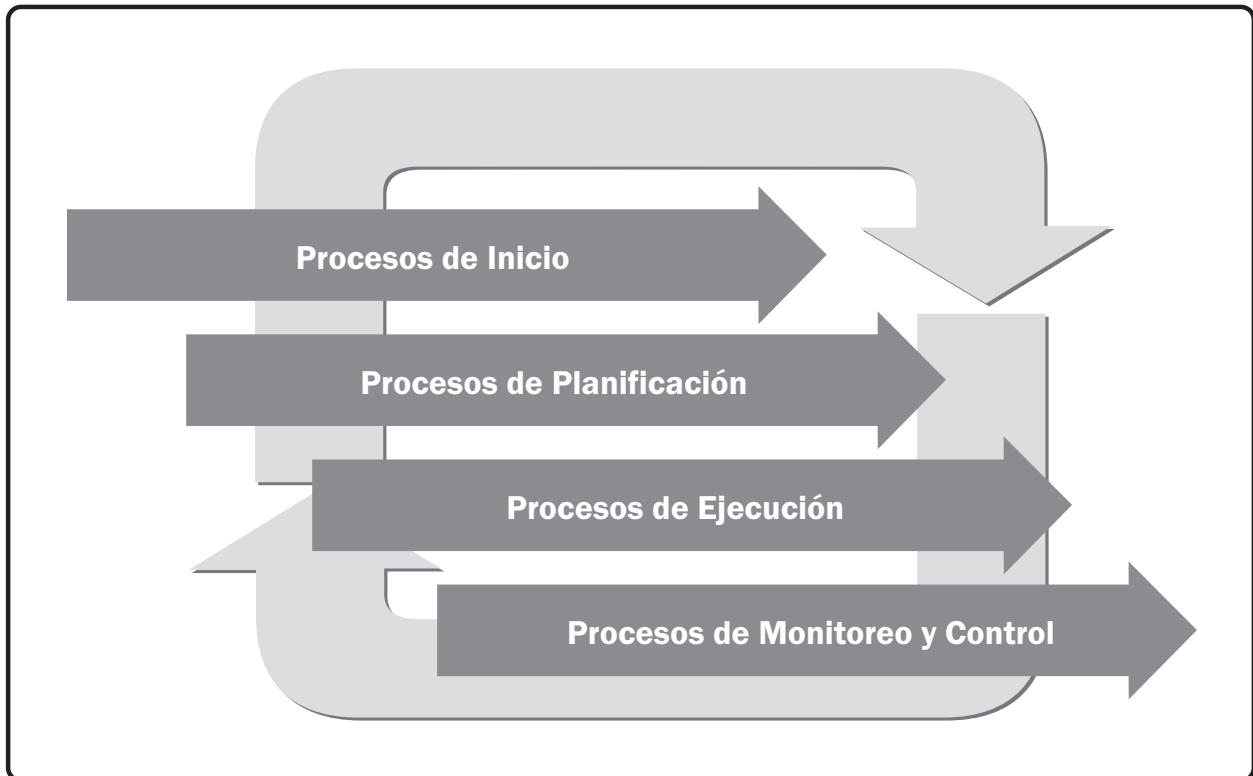 Procesos de Inicio
Procesos de Planificación
Procesos de Ejecución
Procesos de Monitoreo y Control